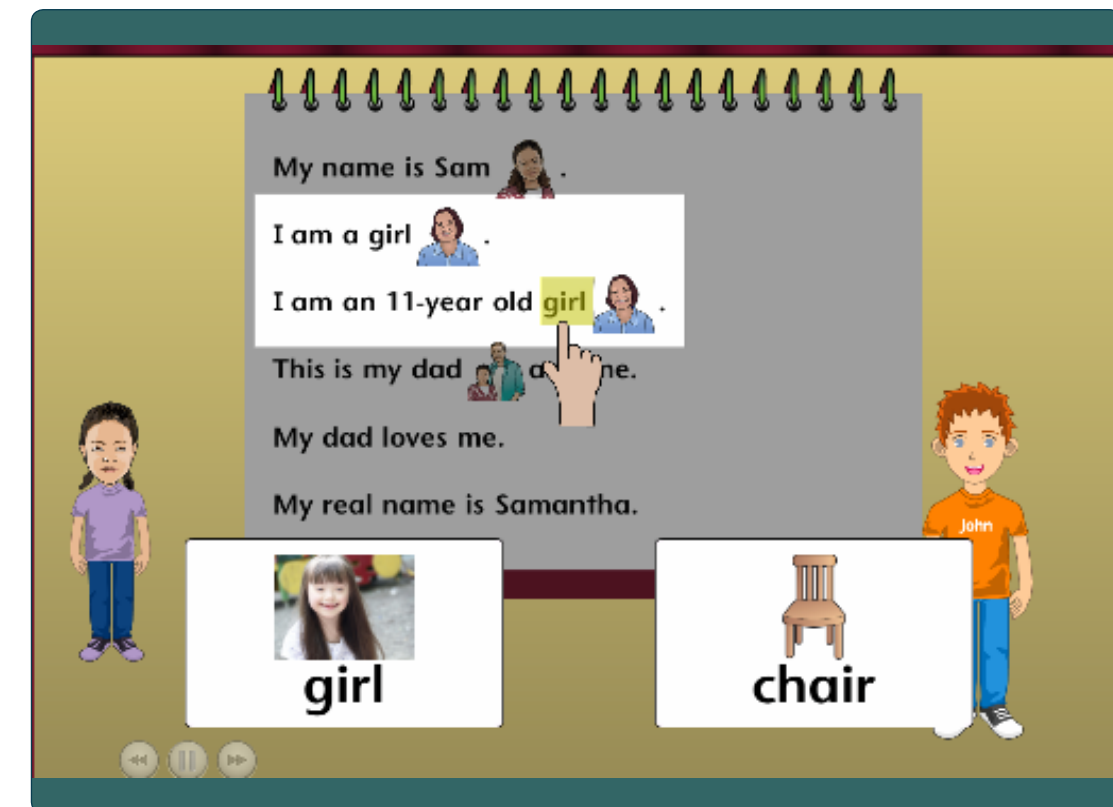 My name is Sam .
I am a girl .
I am an 11-year old girl .
This is my dad a ne.
My dad loves me.
My real name is Samantha.
John
girl
chair